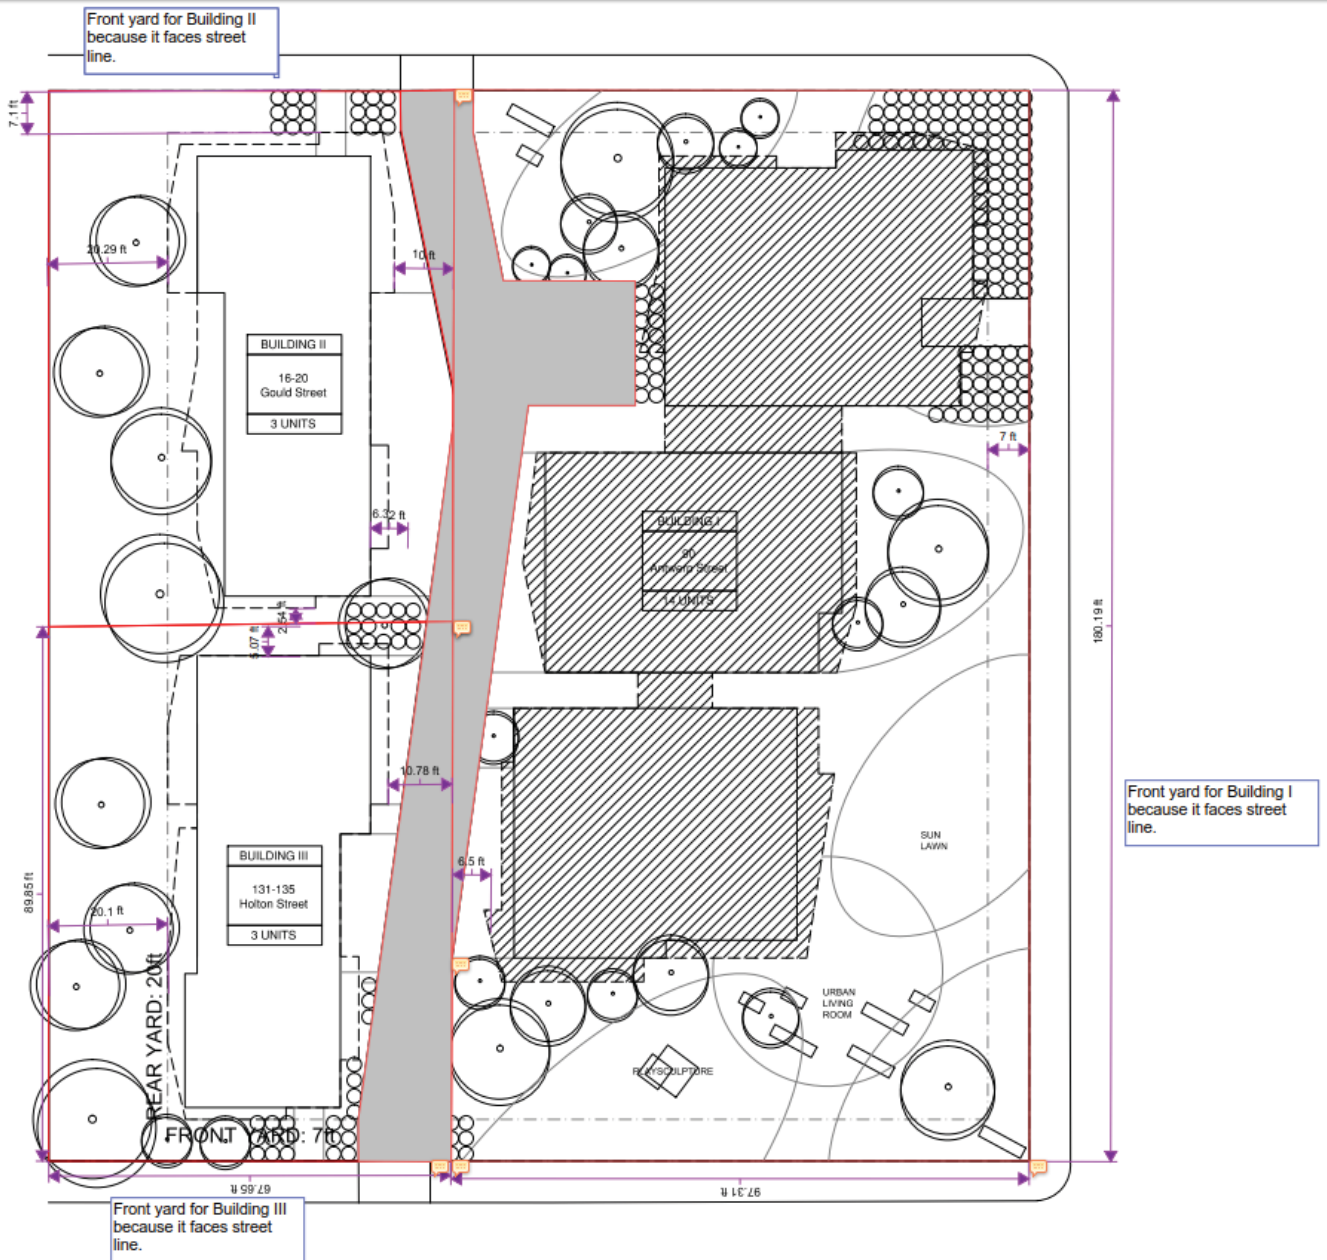 Front yard for Building II
because it faces street
line.
7.1 ft
20.29 ft
10 ft
BUILDING II
16-20
Gould Street
3 UNITS
7 ft
6.32 ft
BUILDING I
90
Antwerp Street
14 UNITS
2.54 ft
5.07 ft
180.19 ft
10.78 ft
Front yard for Building I
because it faces street
line.
SUN
LAWN
BUILDING III
131-135
Holton Street
3 UNITS
6.5 ft
89.85 ft
20.1 ft
REAR YARD: 20ft
URBAN
LIVING
ROOM
PLAYSCULPTURE
FRONT YARD: 7ft
67.65 ft
97.31 ft
Front yard for Building III
because it faces street
line.